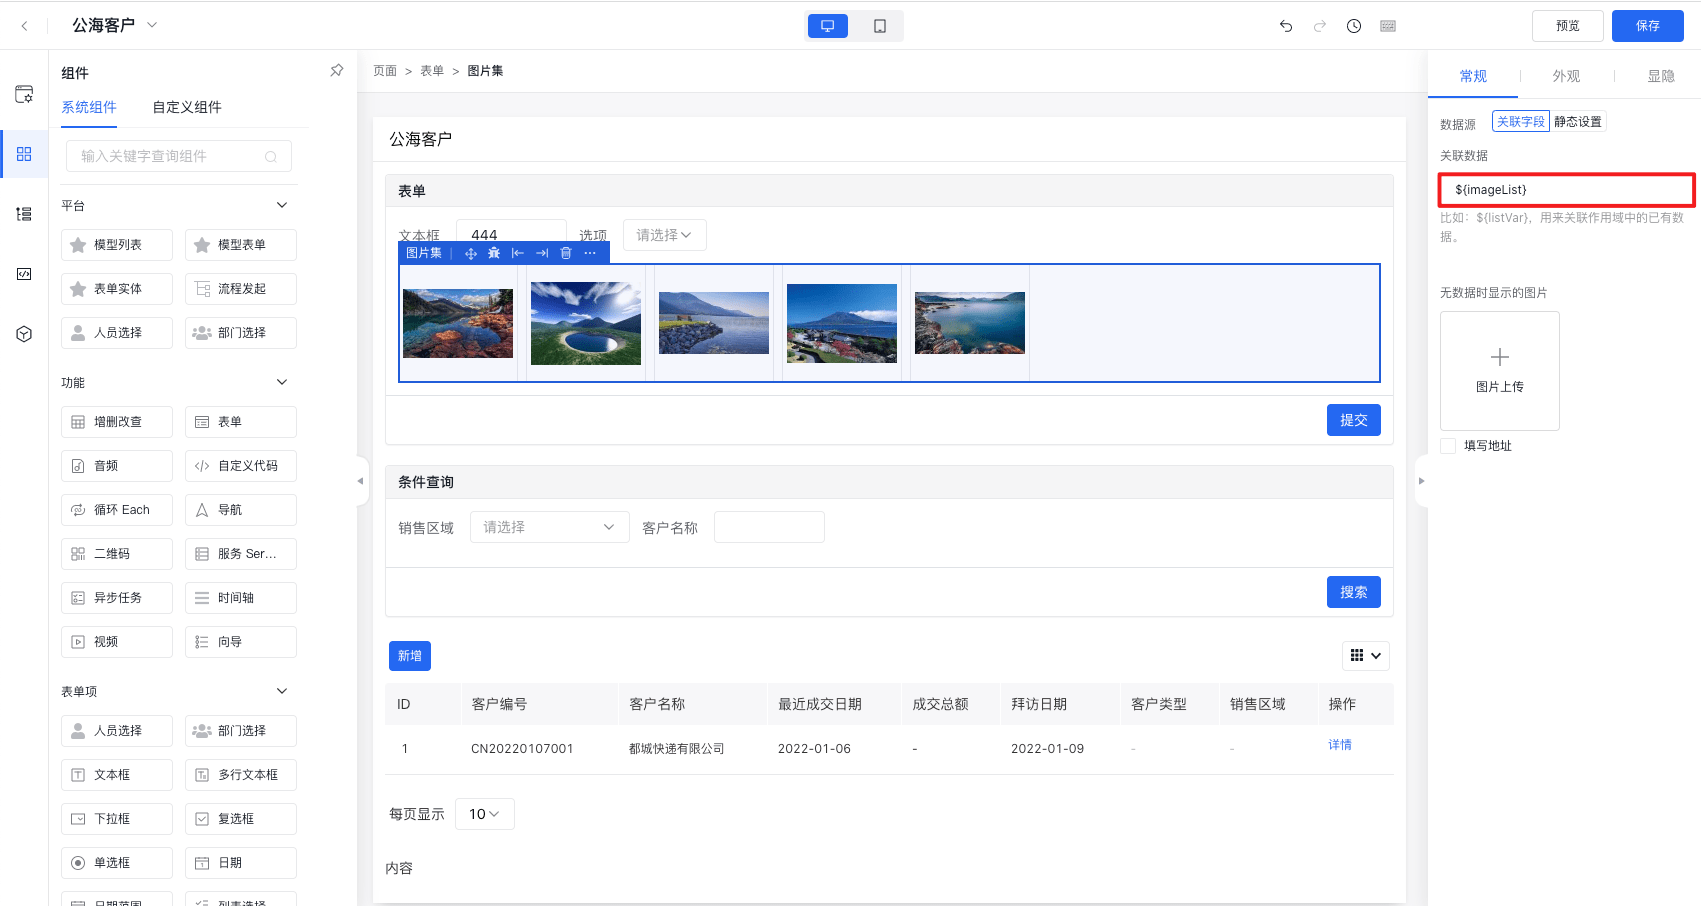 公海客户
预览
保存
组件
系统组件
自定义组件
输入关键字查询组件
平台
模型列表
模型表单
表单实体
流程发起
人员选择
部门选择
功能
增删改查
表单
音频
自定义代码
循环 Each
导航
二维码
服务 Ser...
异步任务
时间轴
视频
向导
表单项
人员选择
部门选择
文本框
多行文本框
下拉框
复选框
单选框
日期
日期范围
列表选择
页面 > 表单 > 图片集
公海客户
表单
文本框
444
选项
请选择
图片集
提交
条件查询
销售区域
请选择
客户名称
搜索
新增
ID 客户编号 客户名称 最近成交日期 成交总额 拜访日期 客户类型 销售区域 操作
1 CN20220107001 都城快递有限公司 2022-01-06 - 2022-01-09 - - 详情
每页显示 10
内容
常规
外观
显隐
数据源
关联字段
静态设置
关联数据
${imageList}
比如：${listVar}，用来关联作用域中的已有数
据。
无数据时显示的图片
图片上传
填写地址